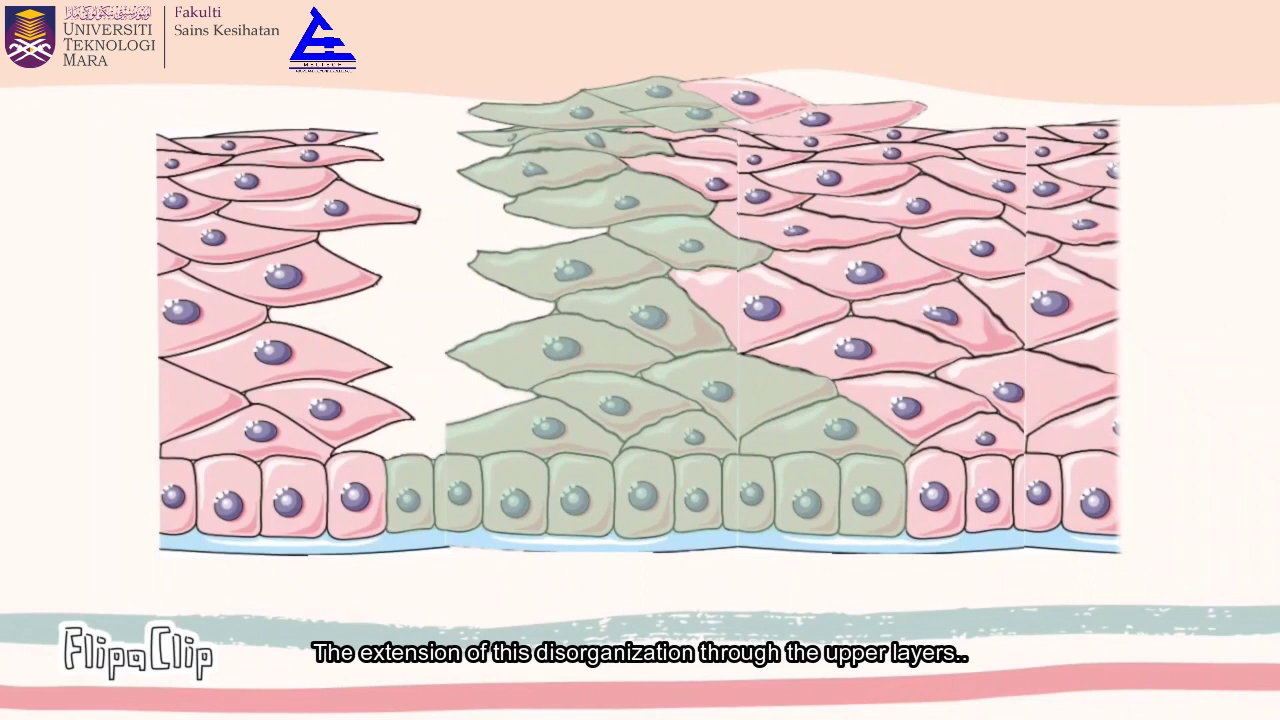 UNIVERSITI
TEKNOLOGI
MARA
Fakulti
Sains Kesihatan
FlipaClip
The extension of this disorganization through the upper layers..